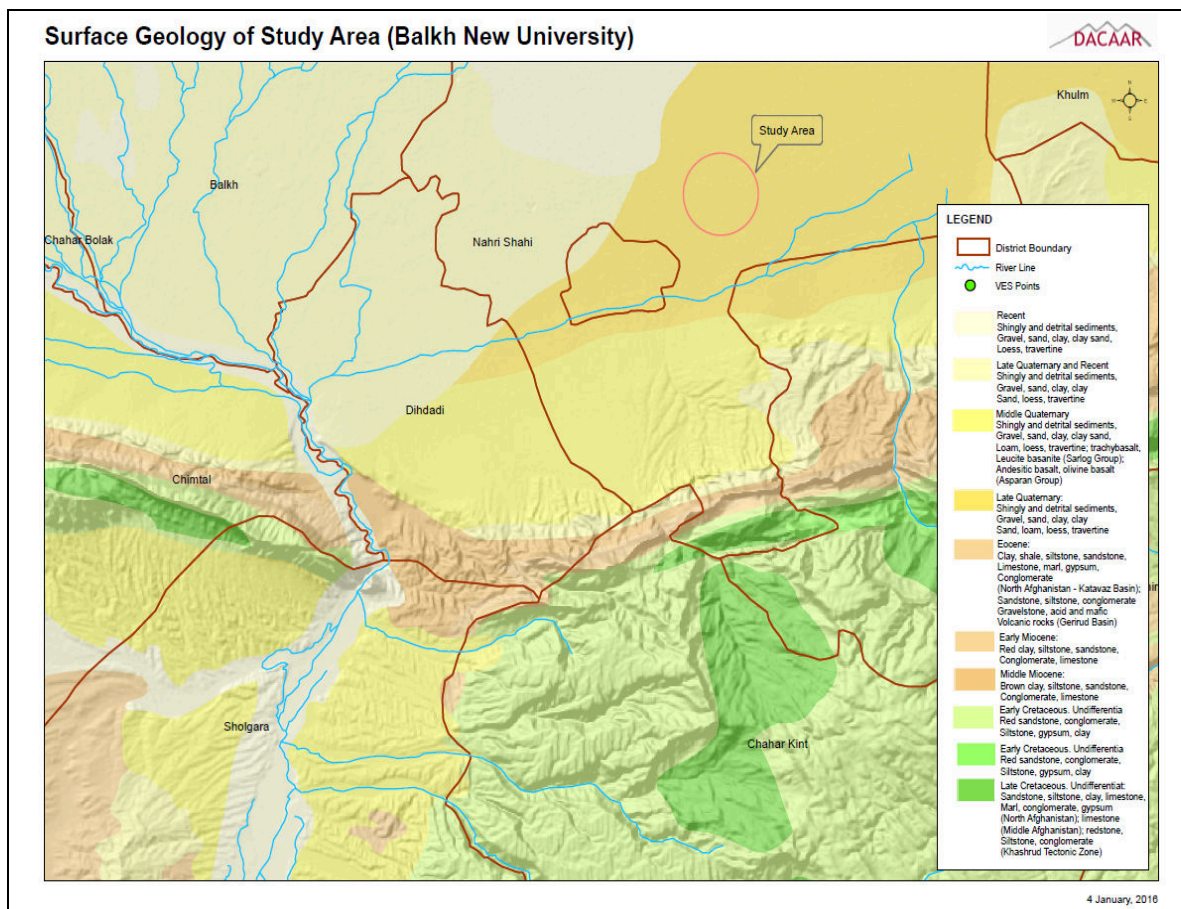 Surface Geology of Study Area (Balkh New University)
DACAAR
Khulm
N
Study Area
Balkh
Chahar Bolak
Nahri Shahi
Dihdadi
Chimtal
Sholgara
Chahar Kint
LEGEND
District Boundary
River Line
VES Points
Recent
Shingly and detrital sediments,
Gravel, sand, clay, clay sand,
Loess, travertine
Late Quaternary and Recent
Shingly and detrital sediments,
Gravel, sand, clay, clay
Sand, loess, travertine
Middle Quaternary
Shingly and detrital sediments,
Gravel, sand, clay, clay sand,
Loam, loess, travertine; trachybasalt,
Leucite basanite (Sarlog Group);
Andesitic basalt, olivine basalt
(Asparan Group)
Late Quaternary:
Shingly and detrital sediments,
Gravel, sand, clay, clay
Sand, loam, loess, travertine
Eocene:
Clay, shale, siltstone, sandstone,
Limestone, marl, gypsum,
Conglomerate
(North Afghanistan - Katavaz Basin);
Sandstone, siltstone, conglomerate
Gravelstone, acid and mafic
Volcanic rocks (Gerirud Basin)
Early Miocene:
Red clay, siltstone, sandstone,
Conglomerate, limestone
Middle Miocene:
Brown clay, siltstone, sandstone,
Conglomerate, limestone
Early Cretaceous. Undifferentia
Red sandstone, conglomerate,
Siltstone, gypsum, clay
Early Cretaceous. Undifferentia
Red sandstone, conglomerate,
Siltstone, gypsum, clay
Late Cretaceous. Undifferentiat:
Sandstone, siltstone, clay, limestone,
Marl, conglomerate, gypsum
(North Afghanistan); limestone
(Middle Afghanistan); redstone,
Siltstone, conglomerate
(Khashrud Tectonic Zone)
4 January, 2016